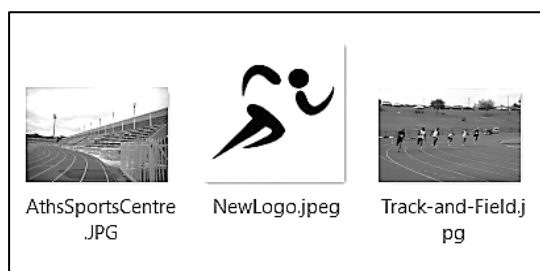 AthsSportsCentre
.JPG
NewLogo.jpeg
Track-and-Field.j
pg